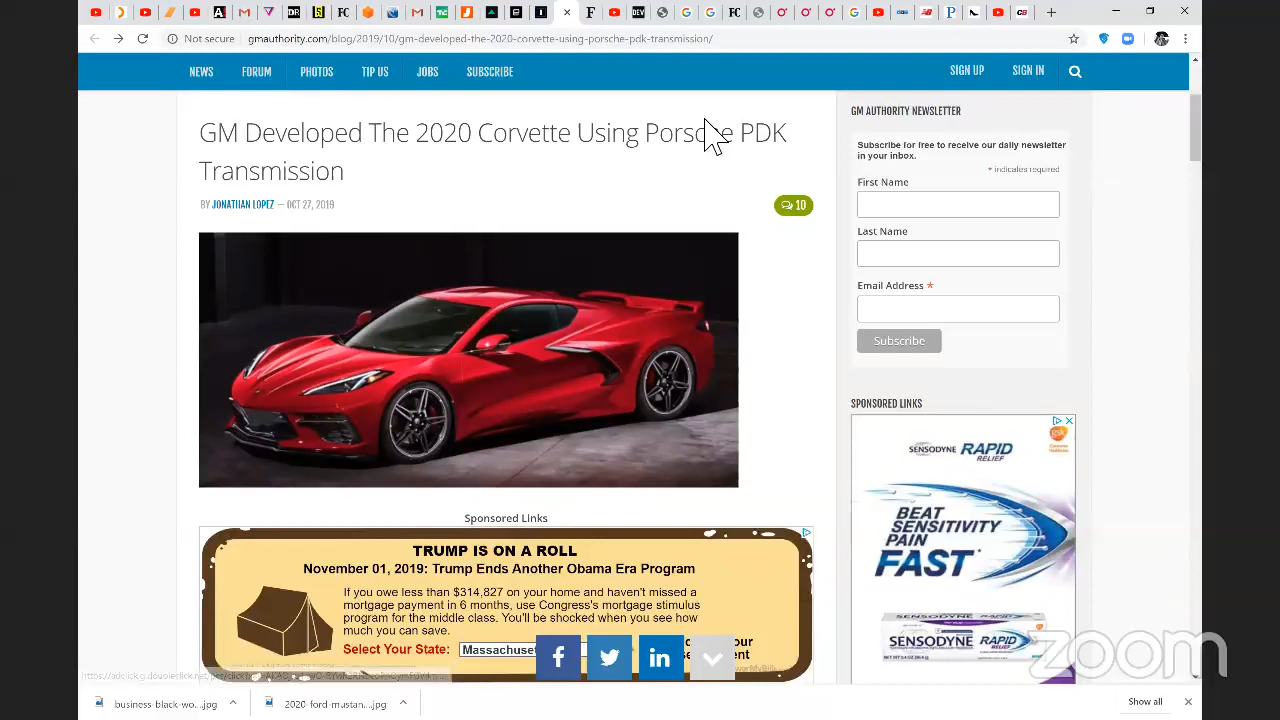 Not secure
gmauthority.com/blog/2019/10/gm-developed-the-2020-corvette-using-porsche-pdk-transmission/
NEWS FORUM PHOTOS TIP US JOBS SUBSCRIBE SIGN UP SIGN IN
GM Developed The 2020 Corvette Using Porsche PDK
Transmission
BY JONATHAN LOPEZ — OCT 27, 2019
10
GM AUTHORITY NEWSLETTER
Subscribe for free to receive our daily newsletter
in your inbox.
* indicates required
First Name
Last Name
Email Address *
Subscribe
SPONSORED LINKS
gsk
SENSODYNE RAPID
RELIEF
BEAT
SENSITIVITY
PAIN
FAST*
SENSODYNE RAPID
RELIEF
Sponsored Links
TRUMP IS ON A ROLL
November 01, 2019: Trump Ends Another Obama Era Program
If you owe less than $314,827 on your home and haven't missed a
mortgage payment in 6 months, use Congress's mortgage stimulus
program for the middle class. You'll be shocked when you see how
much you can save.
Select Your State: Massachuset
zoom
business-black-wo....jpg
2020-ford-mustan....jpg
Show all